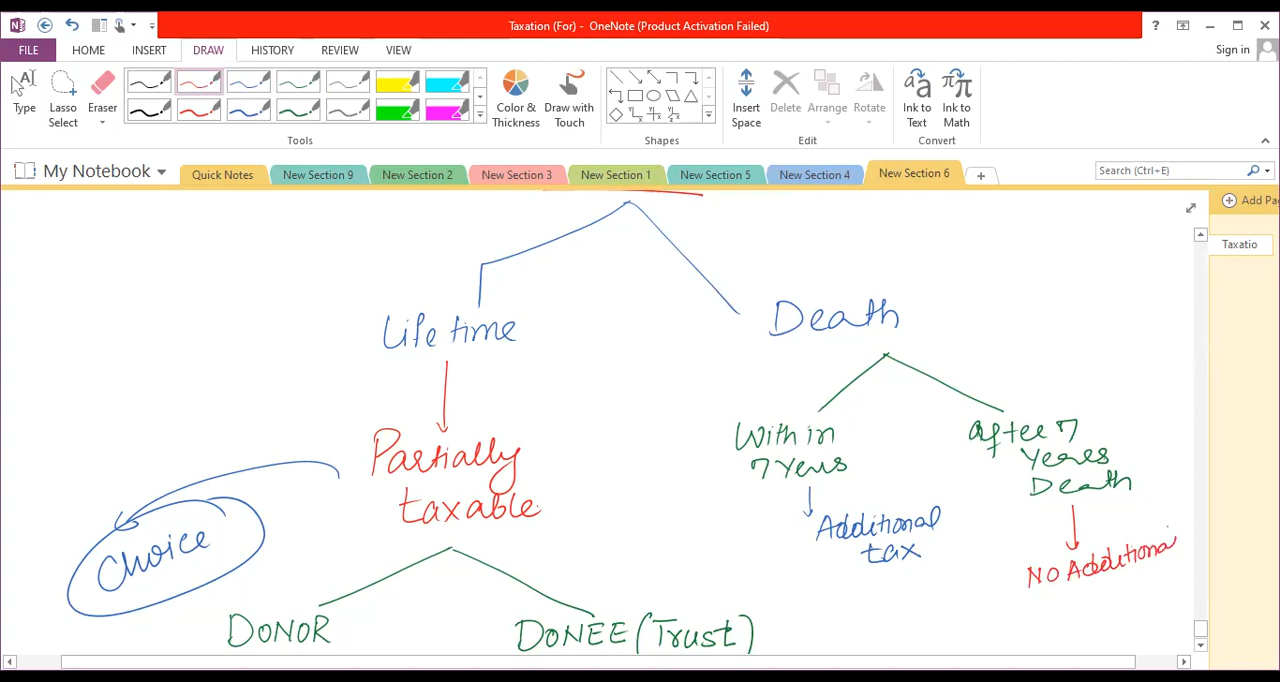 Taxation (For) - OneNote (Product Activation Failed)
FILE HOME INSERT DRAW HISTORY REVIEW VIEW
Sign in
Type
Lasso Select
Eraser
Color & Thickness
Draw with Touch
Insert Space
Delete
Arrange
Rotate
Ink to Text
Ink to Math
Tools
Shapes
Edit
Convert
My Notebook
Quick Notes
New Section 9
New Section 2
New Section 3
New Section 1
New Section 5
New Section 4
New Section 6
Search (Ctrl+E)
Add Pag
Taxatio
Life time
Death
Partially
taxable
Choice
DONOR
DONEE (Trust)
With in
7 Years
Additional
tax
After 7
Years
Death
NO Additiona